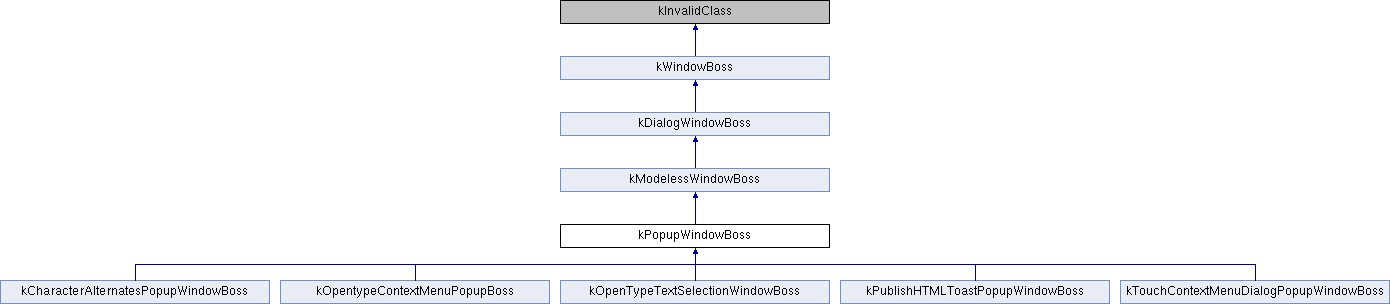 kInvalidClass
kWindowBoss
kDialogWindowBoss
kModelessWindowBoss
kPopupWindowBoss
kCharacterAlternatesPopupWindowBoss
kOpentypeContextMenuPopupBoss
kOpenTypeTextSelectionWindowBoss
kPublishHTMLToastPopupWindowBoss
kTouchContextMenuDialogPopupWindowBoss